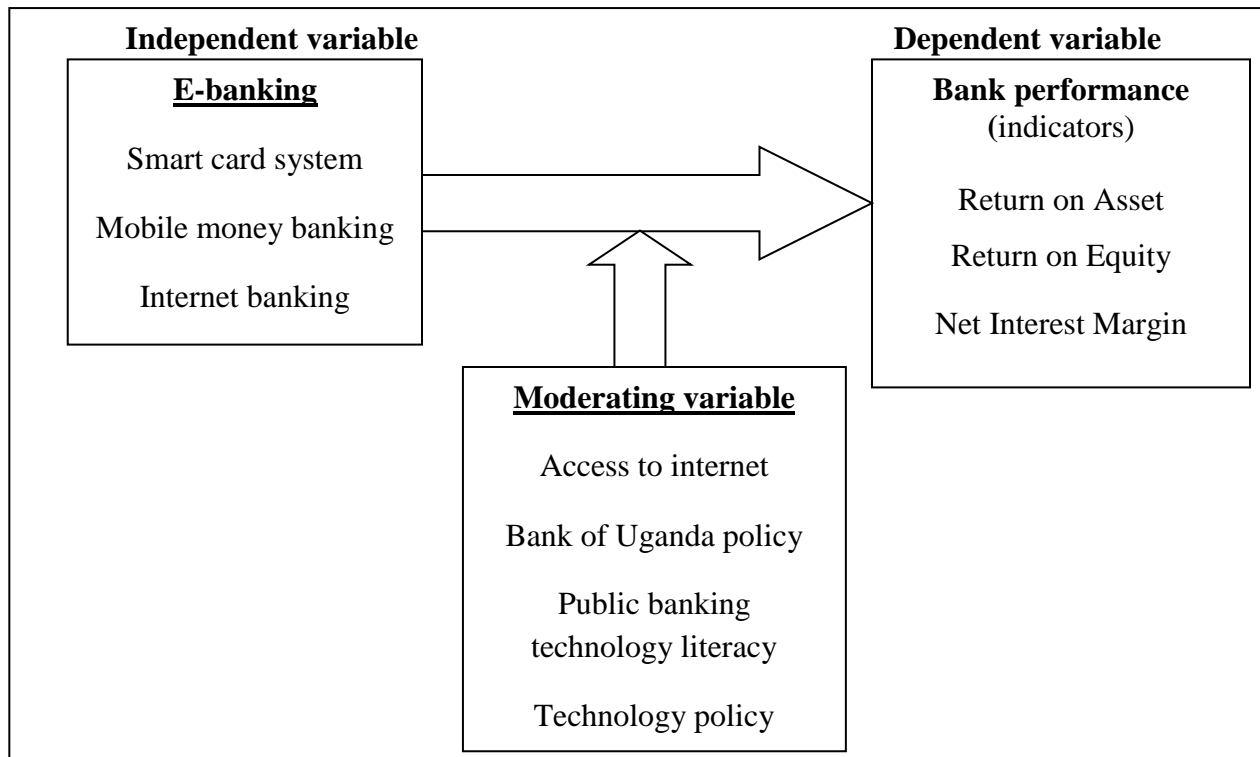 Independent variable
E-banking
Smart card system
Mobile money banking
Internet banking
Dependent variable
Bank performance
(indicators)
Return on Asset
Return on Equity
Net Interest Margin
Moderating variable
Access to internet
Bank of Uganda policy
Public banking
technology literacy
Technology policy